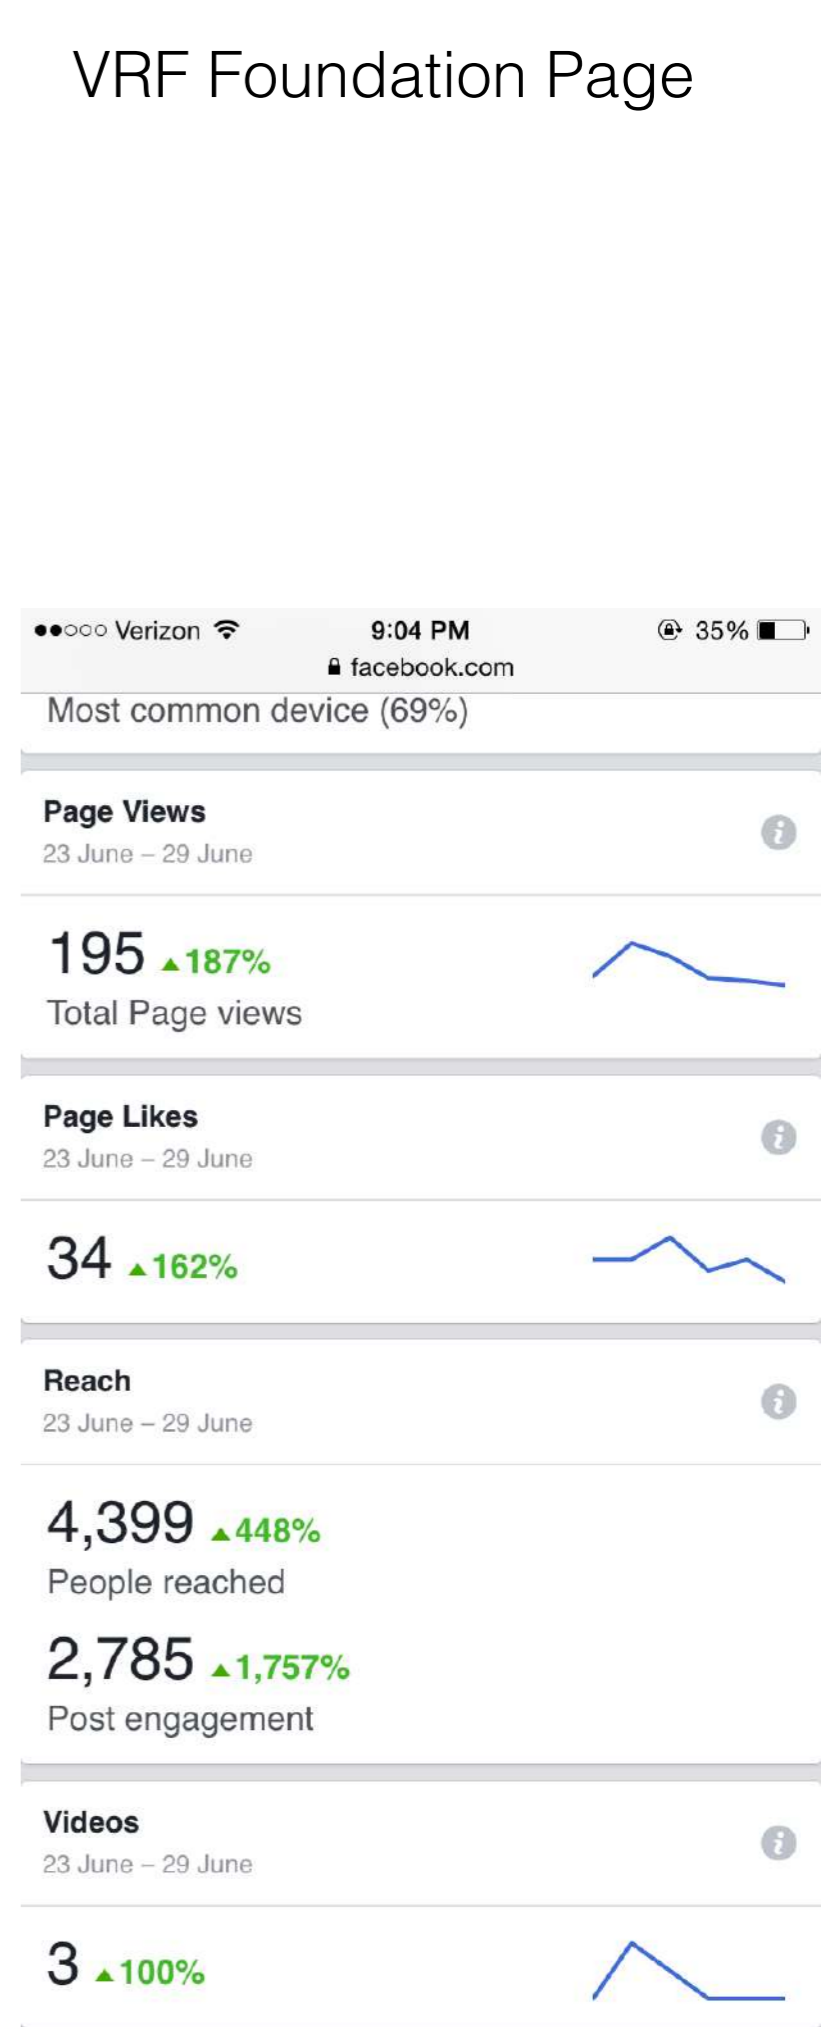 VRF Foundation Page
Verizon 9:04 PM 35%
facebook.com
Most common device (69%)
Page Views
23 June – 29 June
195 ▲187%
Total Page views
Page Likes
23 June – 29 June
34 ▲162%
Reach
23 June – 29 June
4,399 ▲448%
People reached
2,785 ▲1,757%
Post engagement
Videos
23 June – 29 June
3 ▲100%